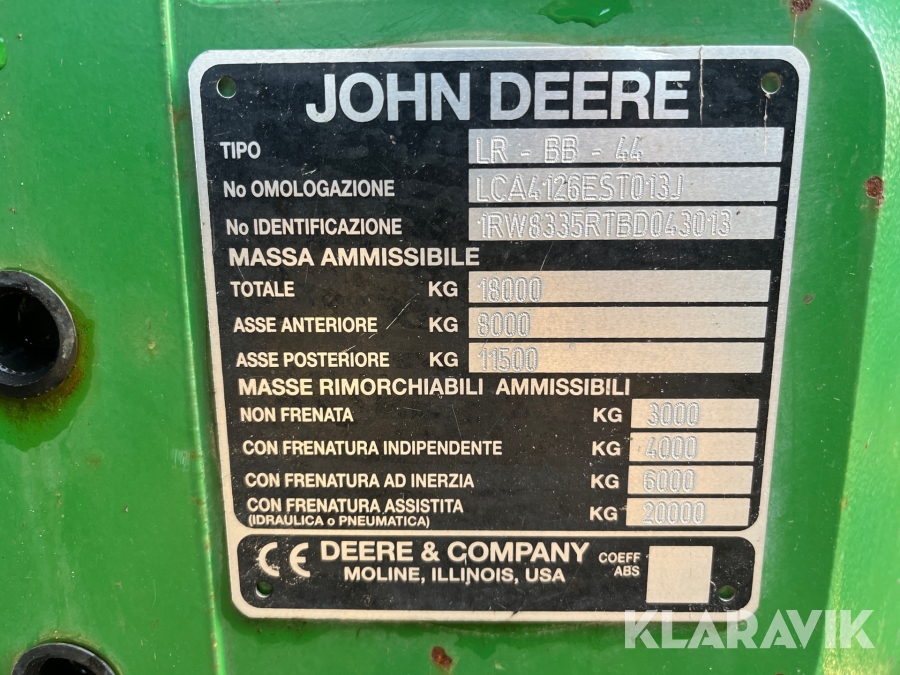 JOHN DEERE
TIPO LR - BB - 44
No OMOLOGAZIONE LCA4126EST013J
No IDENTIFICAZIONE 1RW8335RTBD043013
MASSA AMMISSIBILE
TOTALE KG 18000
ASSE ANTERIORE KG 8000
ASSE POSTERIORE KG 11500
MASSE RIMORCHIABILI AMMISSIBILI
NON FRENATA KG 3000
CON FRENATURA INDIPENDENTE KG 4000
CON FRENATURA AD INERZIA KG 6000
CON FRENATURA ASSISTITA KG 20000
(IDRAULICA o PNEUMATICA)
CE DEERE & COMPANY COEFF
MOLINE, ILLINOIS, USA ABS
KLARAVIK